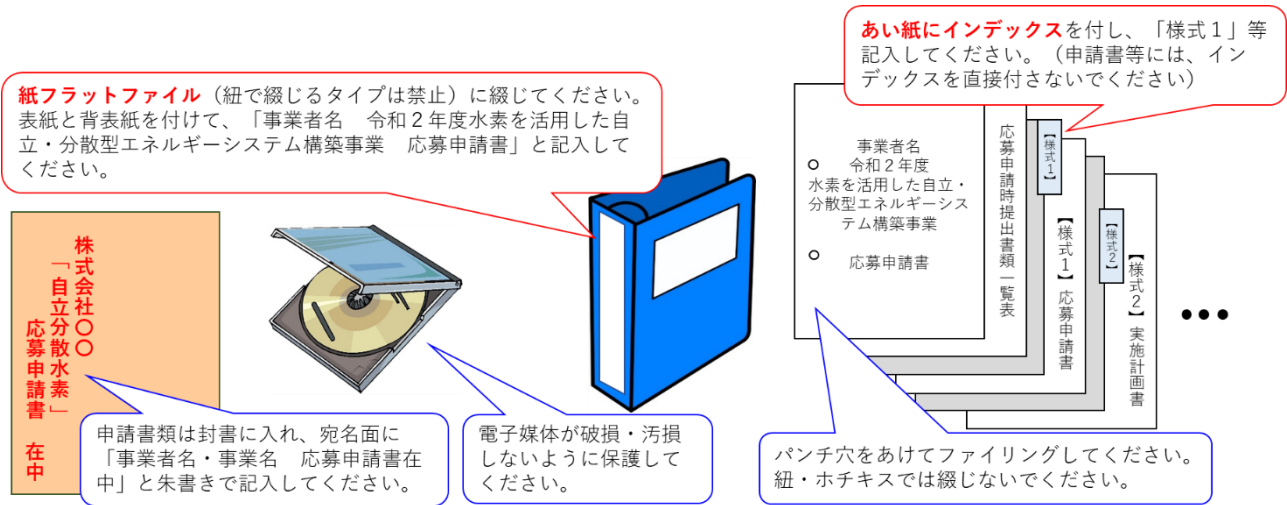 あい紙にインデックスを付し、「様式１」等
記入してください。（申請書等には、イン
デックスを直接付さないでください）
紙フラットファイル（紐で綴じるタイプは禁止）に綴じてください。
表紙と背表紙を付けて、「事業者名　令和２年度水素を活用した自
立・分散型エネルギーシステム構築事業　応募申請書」と記入して
ください。
株式会社〇〇
「自立分散水素」
応募申請書　在中
事業者名
令和２年度
水素を活用した自立・
分散型エネルギーシス
テム構築事業
応募申請書
応募申請時提出書類一覧表
【様式1】
【様式１】応募申請書
【様式2】
【様式２】実施計画書
●●●
申請書類は封書に入れ、宛名面に
「事業者名・事業名　応募申請書在
中」と朱書きで記入してください。
電子媒体が破損・汚損
しないように保護して
ください。
パンチ穴をあけてファイリングしてください。
紐・ホチキスでは綴じないでください。